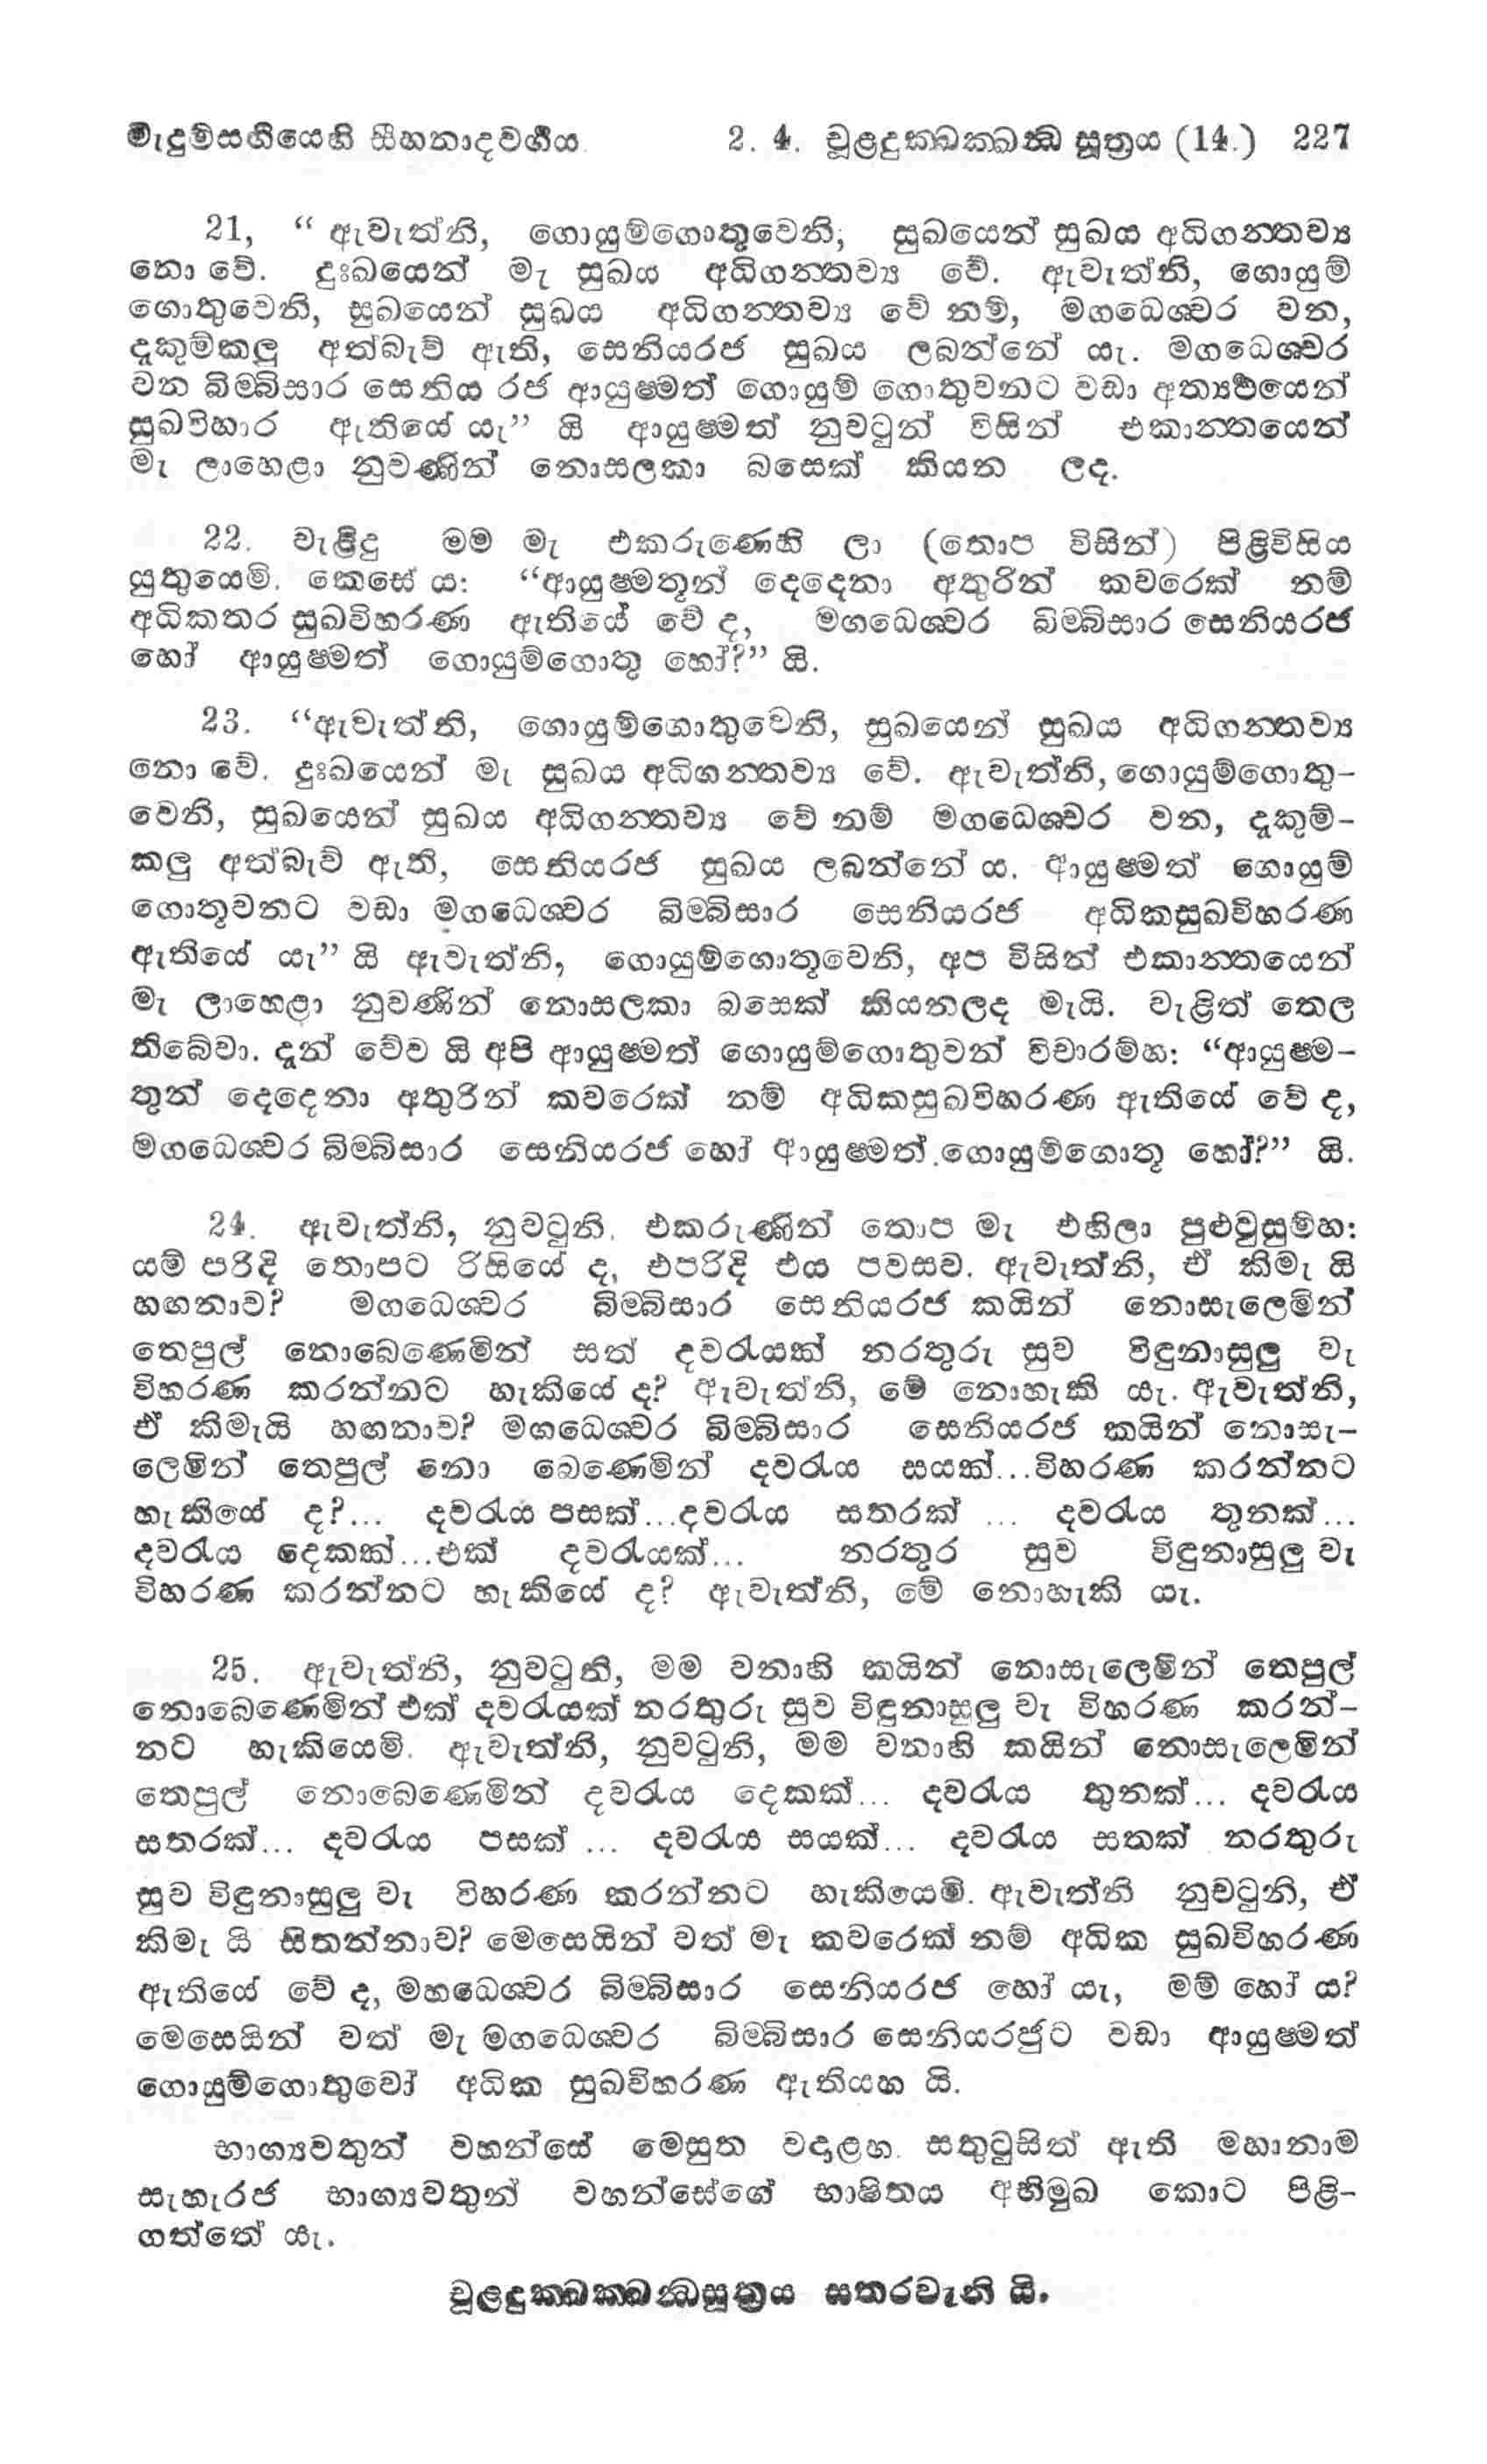 මැදුම්සඟියෙහි සීහනාදවර්‍ගය 2. 4. චූළදුක්ඛක්ඛන්‍ධ සූත්‍රය (14.) 227
21, “ ඇවැත්නි, ගොයුම්ගොතුවෙනි, සුඛයෙන් සුඛය අධිගන්තව්‍ය
නො වේ. දුඃඛයෙන් මැ සුඛය අධිගන්තව්‍ය වේ. ඇවැත්නි, ගොයුම්
ගොතුවෙනි, සුඛයෙන් සුඛය අධිගන්තව්‍ය වේ නම්, මගධෙශ්වර වන,
දැකුම්කලු අත්බැව් ඇති, සෙනියරජ සුඛය ලබන්නේ යැ. මගධෙශ්වර
වන බිම්බිසාර සෙනිය රජ ආයුෂ්මත් ගොයුම් ගොතුවනට වඩා අත්‍යර්‍ථයෙන්
සුඛවිහාර ඇතියේ යැ” යි ආයුෂ්මත් නුවටුන් විසින් එකාන්තයෙන්
මැ ලාහෙළා නුවණින් නොසලකා බසෙක් කියන ලද.
22. වැළිදු මම මැ එකරුණෙහි ලා (තොප විසින්) පිළිවිසිය
යුතුයෙමි. කෙසේ ය: “ආයුෂ්මතුන් දෙදෙනා අතුරින් කවරෙක් නම්
අධිකතර සුඛවිහරණ ඇතියේ වේ ද, මගධෙශ්වර බිම්බිසාර සෙනියරජ
හෝ ආයුෂ්මත් ගොයුම්ගොතු හෝ?” යි.
23. “ඇවැත්නි, ගොයුම්ගොතුවෙනි, සුඛයෙන් සුඛය අධිගන්තව්‍ය
නො වේ. දුඃඛයෙන් මැ සුඛය අධිගන්තව්‍ය වේ. ඇවැත්නි, ගොයුම්ගොතු-
වෙනි, සුඛයෙන් සුඛය අධිගන්තව්‍ය වේ නම් මගධෙශ්වර වන, දැකුම්-
කලු අත්බැව් ඇති, සෙනියරජ සුඛය ලබන්නේ ය. ආයුෂ්මත් ගොයුම්
ගොතුවනට වඩා මගධෙශ්වර බිම්බිසාර සෙනියරජ අධිකසුඛවිහරණ
ඇතියේ යැ” යි ඇවැත්නි, ගොයුම්ගොතුවෙනි, අප විසින් එකාන්තයෙන්
මැ ලාහෙළා නුවණින් නොසලකා බසෙක් කියනලද මැයි. වැළිත් තෙල
තිබේවා. දැන් වේව යි අපි ආයුෂ්මත් ගොයුම්ගොතුවන් විචාරම්හ: “ආයුෂ්ම-
තුන් දෙදෙනා අතුරින් කවරෙක් නම් අධිකසුඛවිහරණ ඇතියේ වේ ද,
මගධෙශ්වර බිම්බිසාර සෙනියරජ හෝ ආයුෂ්මත් ගොයුම්ගොතු හෝ?” යි.
24. ඇවැත්නි, නුවටුනි, එකරුණින් තොප මැ එහිලා පුළුවුසුම්හ:
යම් පරිදි තොපට රිසියේ ද, එපරිදි එය පවසව. ඇවැත්නි, ඒ කිමැ යි
හඟනාව? මගධෙශ්වර බිම්බිසාර සෙනියරජ කයින් නොසැලෙමින්
තෙපුල් නොබෙණෙමින් සත් දවරැයක් නරතුරු සුව විඳුනාසුලු වැ
විහරණ කරන්නට හැකියේ ද? ඇවැත්නි, මේ නොහැකි යැ. ඇවැත්නි,
ඒ කිමැයි හඟනාව? මගධෙශ්වර බිම්බිසාර සෙනියරජ කයින් නොසැ-
ලෙමින් තෙපුල් නො බෙණෙමින් දවරැය සයක්...විහරණ කරන්නට
හැකියේ ද?... දවරැය පසක්...දවරැය සතරක් ... දවරැය තුනක්...
දවරැය දෙකක්...එක් දවරැයක්... නරතුර සුව විඳුනාසුලු වැ
විහරණ කරන්නට හැකියේ ද? ඇවැත්නි, මේ නොහැකි යැ.
25. ඇවැත්නි, නුවටුනි, මම වනාහි කයින් නොසැලෙමින් තෙපුල්
නොබෙණෙමින් එක් දවරැයක් නරතුරු සුව විඳුනාසුලු වැ විහරණ කරන්-
නට හැකියෙමි. ඇවැත්නි, නුවටුනි, මම වනාහි කයින් නොසැලෙමින්
තෙපුල් නොබෙණෙමින් දවරැය දෙකක්... දවරැය තුනක්... දවරැය
සතරක්... දවරැය පසක් ... දවරැය සයක්... දවරැය සතක් නරතුරු
සුව විඳුනාසුලු වැ විහරණ කරන්නට හැකියෙමි. ඇවැත්නි නුවටුනි, ඒ
කිමැ යි සිතන්නාව? මෙසෙයින් වත් මැ කවරෙක් නම් අධික සුඛවිහරණ
ඇතියේ වේ ද, මහධෙශ්වර බිම්බිසාර සෙනියරජ හෝ යැ, මම් හෝ ය?
මෙසෙයින් වත් මැ මගධෙශ්වර බිම්බිසාර සෙනියරජුට වඩා ආයුෂ්මත්
ගොයුම්ගොතුවෝ අධික සුඛවිහරණ ඇතියහ යි.
භාග්‍යවතුන් වහන්සේ මෙසුත වදාළහ. සතුටුසිත් ඇති මහානාම
සැහැරජ භාග්‍යවතුන් වහන්සේගේ භාෂිතය අභිමුඛ කොට පිළි-
ගත්තේ යැ.
චූළදුක්ඛක්ඛන්‍ධසූත්‍රය සතරවැනි යි.